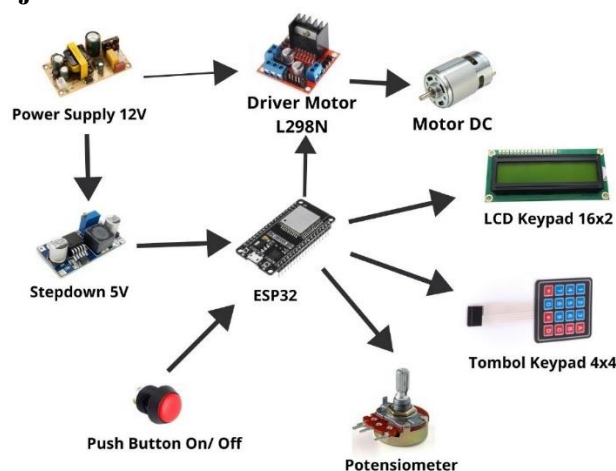 Power Supply 12V
Driver Motor
L298N
Motor DC
LCD Keypad 16x2
Stepdown 5V
ESP32
Tombol Keypad 4x4
Push Button On/ Off
Potensiometer